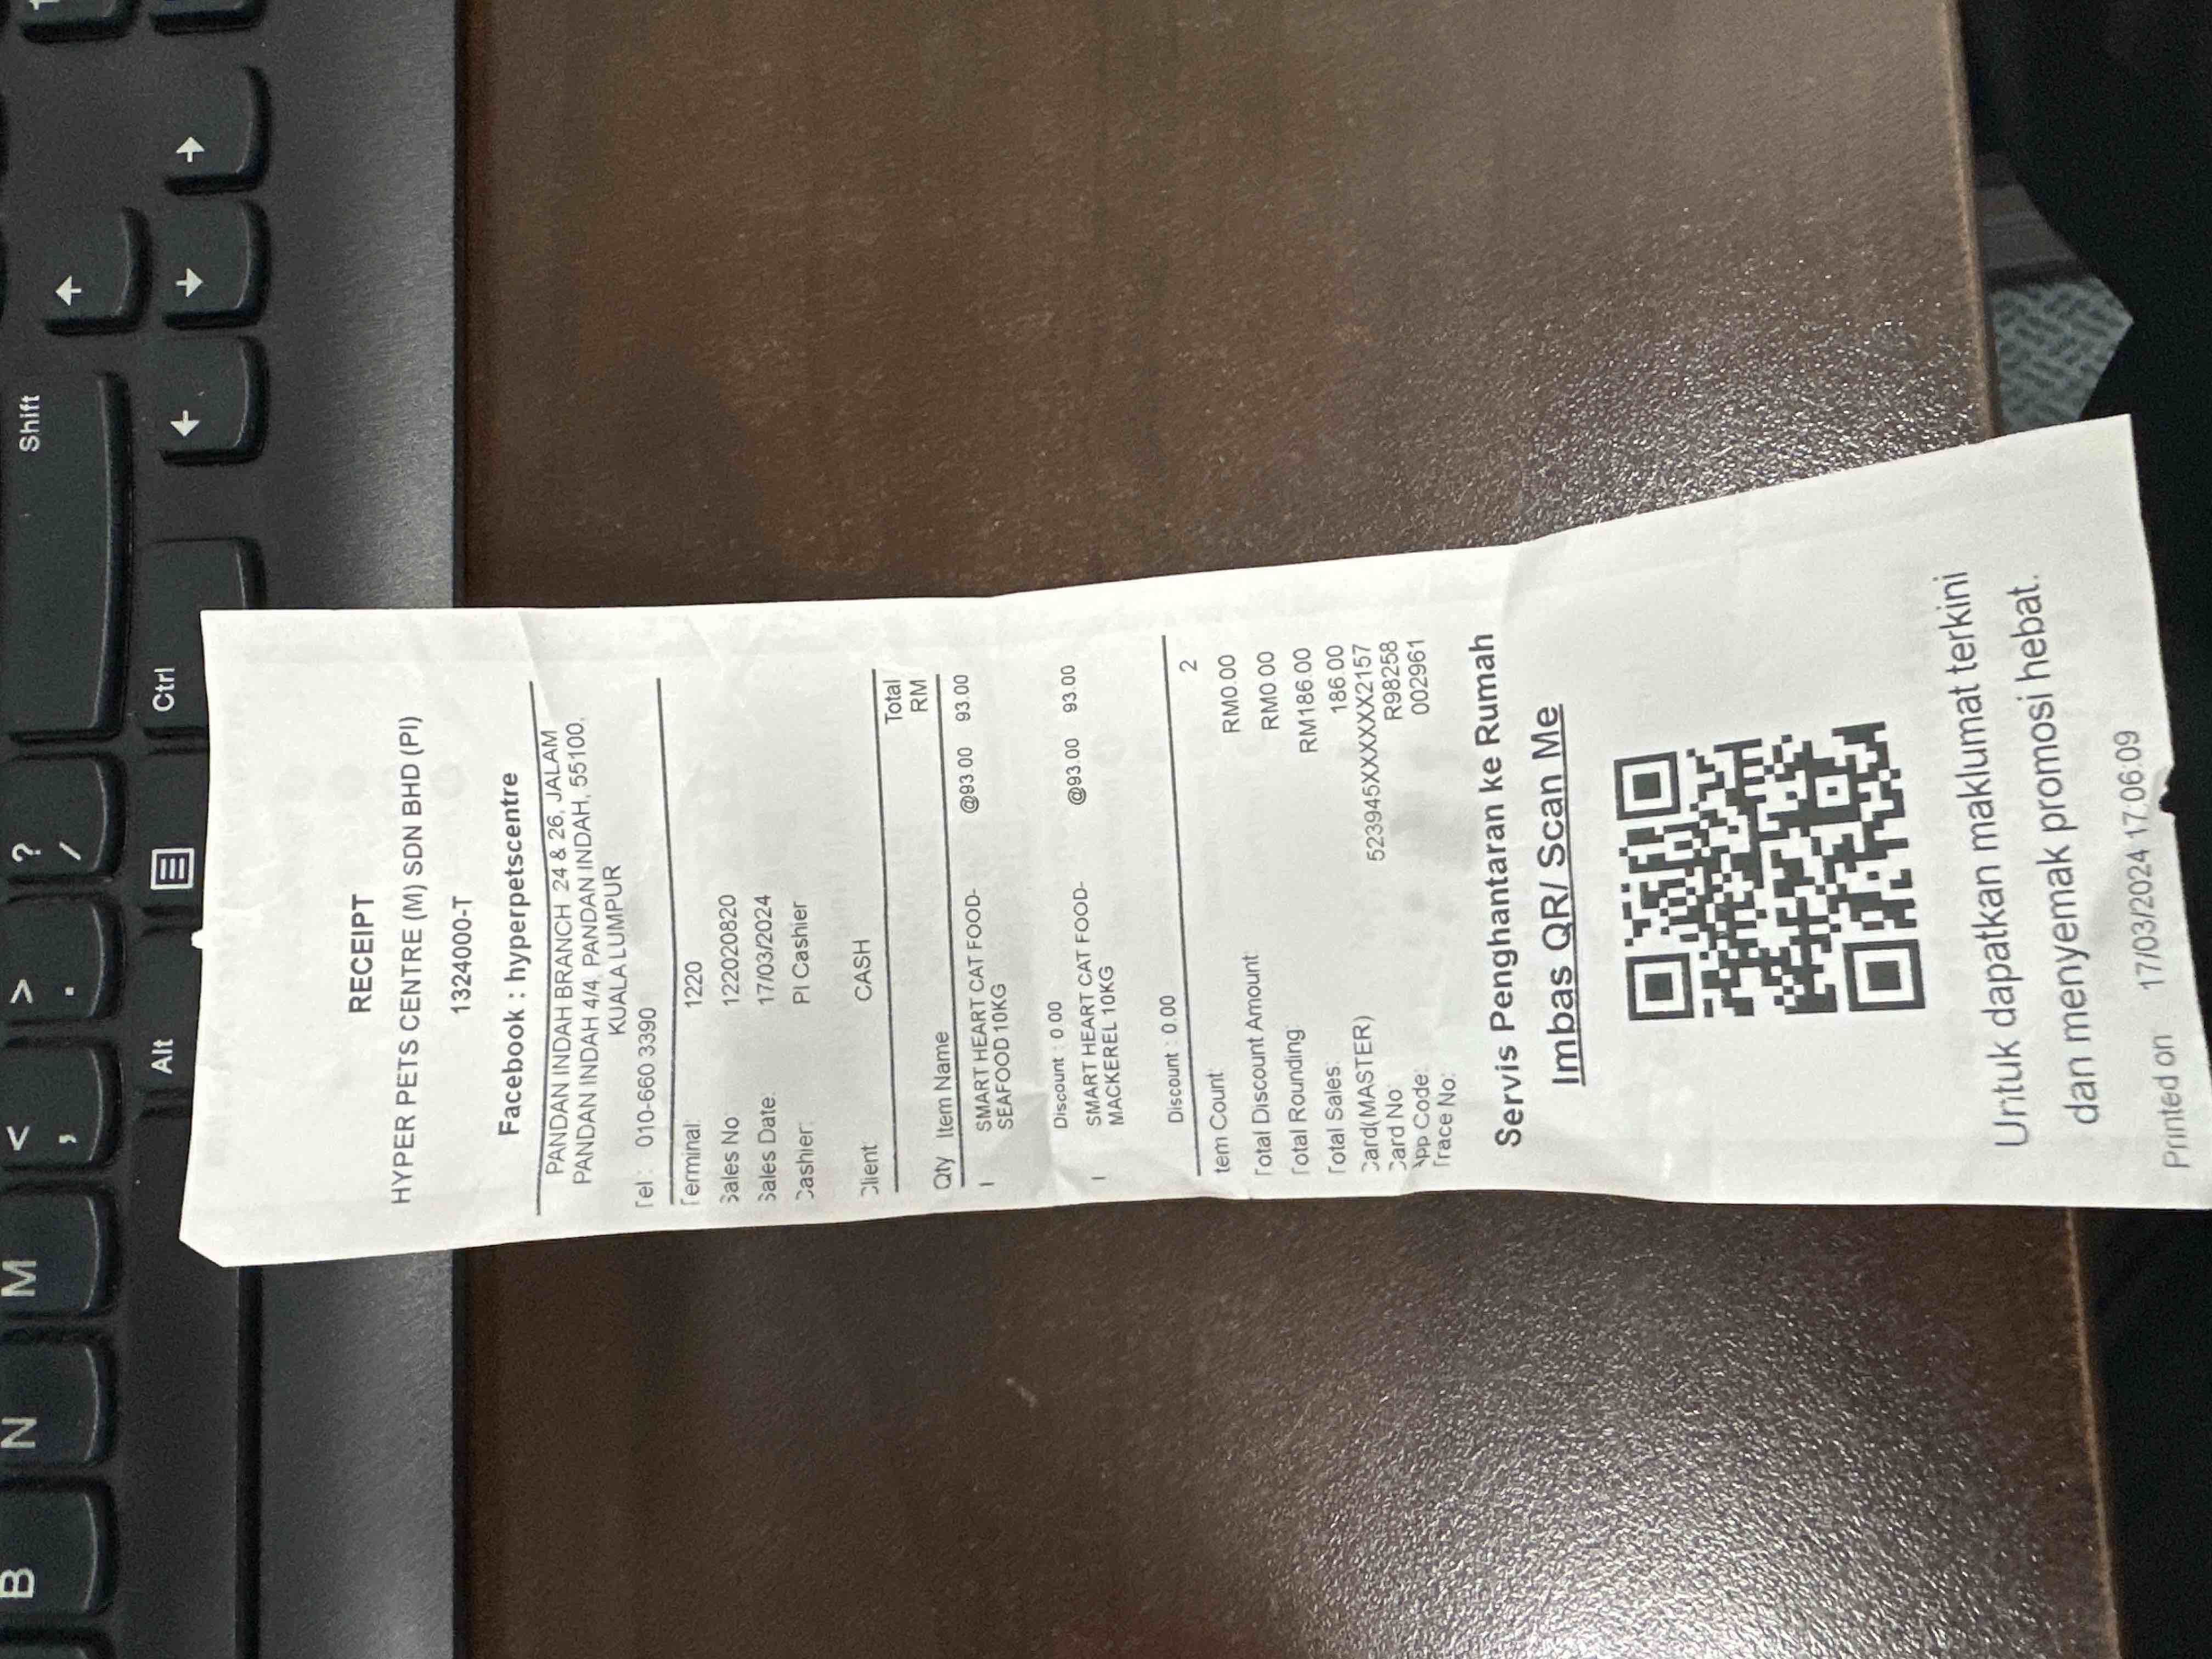 RECEIPT
HYPER PETS CENTRE (M) SDN BHD (PI)
1324000-T
Facebook : hyperpetscentre
PANDAN INDAH BRANCH 24 & 26, JALAM
PANDAN INDAH 4/4, PANDAN INDAH, 55100,
KUALA LUMPUR
Tel : 010-660 3390
Terminal: 1220
Sales No 122020820
Sales Date: 17/03/2024
Cashier: PI Cashier
Client: CASH
Total
Qty Item Name RM
1 SMART HEART CAT FOOD- @93.00 93.00
SEAFOOD 10KG
Discount : 0.00
1 SMART HEART CAT FOOD- @93.00 93.00
MACKEREL 10KG
Discount : 0.00
2
tem Count: RM0.00
Total Discount Amount: RM0.00
Total Rounding: RM186.00
Total Sales: 186.00
Card(MASTER) 523945XXXXXXX2157
Card No: R98258
App Code: 002961
Trace No:
Servis Penghantaran ke Rumah
Imbas QR/ Scan Me
Untuk dapatkan maklumat terkini
dan menyemak promosi hebat.
Printed on 17/03/2024 17:06:09
Shift
Ctrl
? /
> .
Alt
< ,
M
N
B